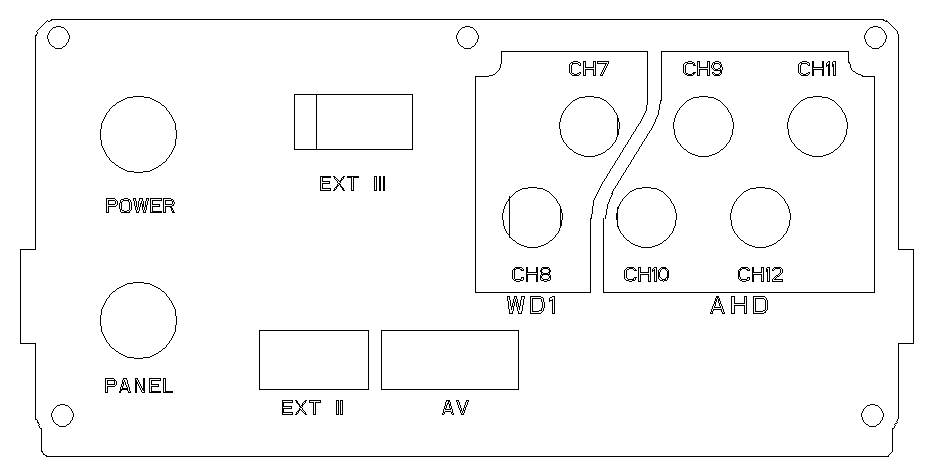 CH7
CH9
CH11
EXT III
POWER
CH8
CH10
CH12
WD1
AHD
PANEL
EXT II
AV